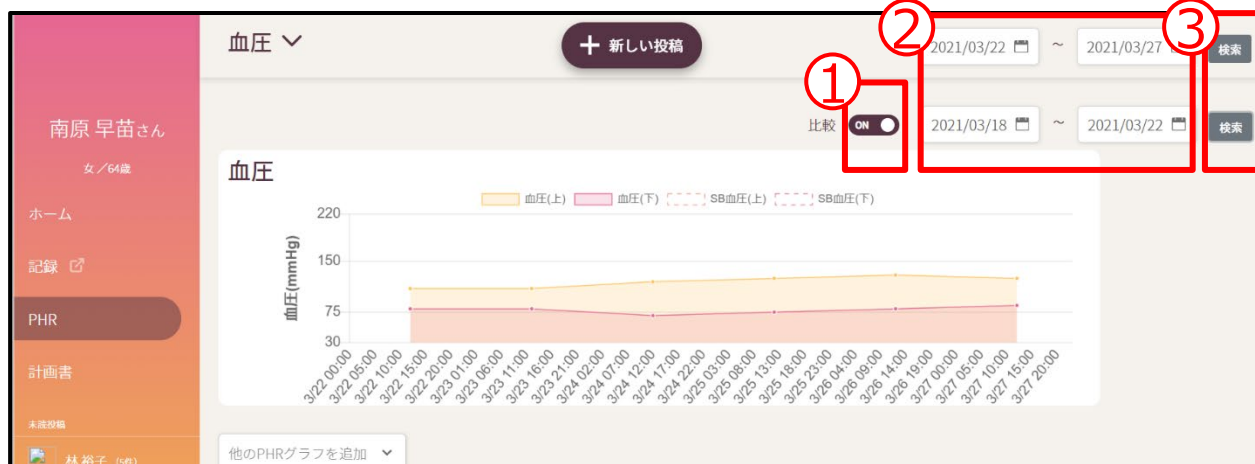 血圧
+ 新しい投稿
②
2021/03/22 ~ 2021/03/27
③
検索
①
比較 ON 2021/03/18 ~ 2021/03/22 検索
南原 早苗さん
女／64歳
ホーム
記録
PHR
計画書
未読投稿
林 裕子 (5件)
血圧
血圧(上) 血圧(下) SB血圧(上) SB血圧(下)
血圧(mmHg)
220
150
75
30
3/22 00:00
3/22 05:00
3/22 10:00
3/22 15:00
3/22 20:00
3/23 01:00
3/23 06:00
3/23 11:00
3/23 16:00
3/23 21:00
3/24 02:00
3/24 07:00
3/24 12:00
3/24 17:00
3/24 22:00
3/25 03:00
3/25 08:00
3/25 13:00
3/25 18:00
3/25 23:00
3/26 04:00
3/26 09:00
3/26 14:00
3/26 19:00
3/27 00:00
3/27 05:00
3/27 10:00
3/27 15:00
3/27 20:00
他のPHRグラフを追加